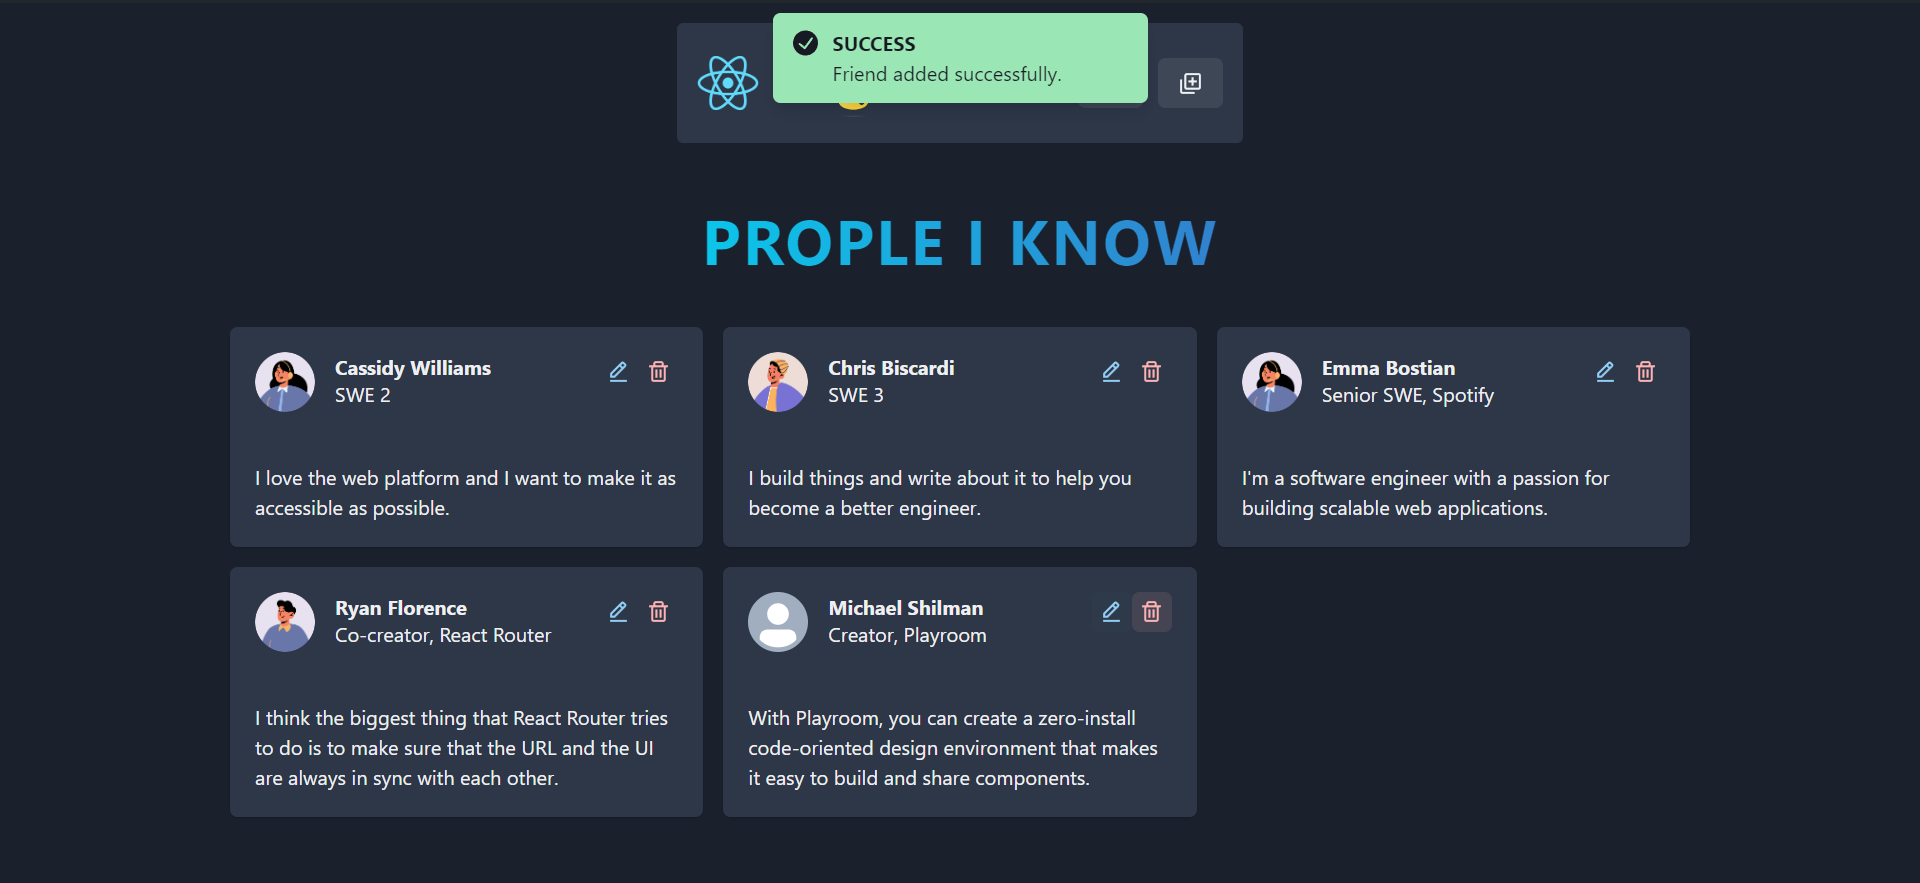 SUCCESS
Friend added successfully.
PROPLE I KNOW
Cassidy Williams
SWE 2
I love the web platform and I want to make it as
accessible as possible.
Chris Biscardi
SWE 3
I build things and write about it to help you
become a better engineer.
Emma Bostian
Senior SWE, Spotify
I'm a software engineer with a passion for
building scalable web applications.
Ryan Florence
Co-creator, React Router
I think the biggest thing that React Router tries
to do is to make sure that the URL and the UI
are always in sync with each other.
Michael Shilman
Creator, Playroom
With Playroom, you can create a zero-install
code-oriented design environment that makes
it easy to build and share components.